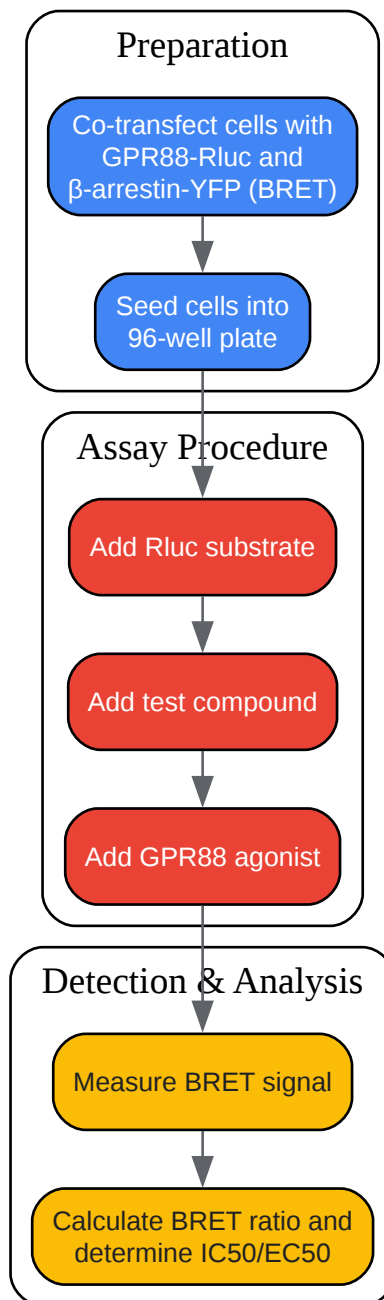 Preparation
Co-transfect cells with
GPR88-Rluc and
β-arrestin-YFP (BRET)
Seed cells into
96-well plate
Assay Procedure
Add Rluc substrate
Add test compound
Add GPR88 agonist
Detection & Analysis
Measure BRET signal
Calculate BRET ratio and
determine IC50/EC50